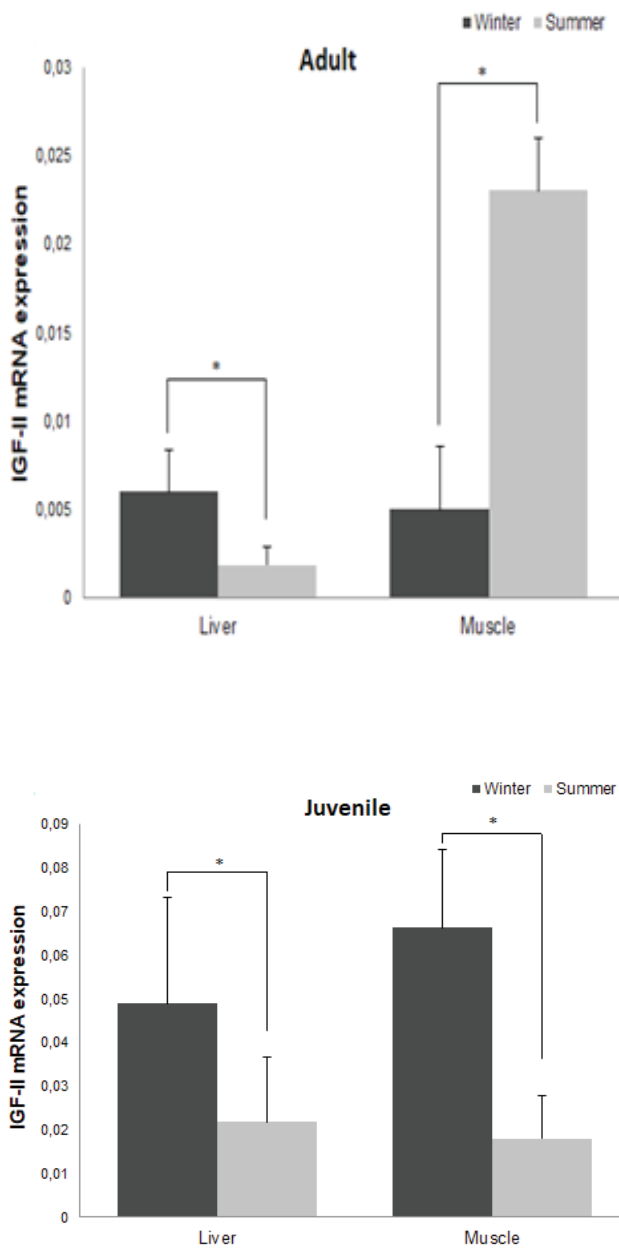 Winter Summer
Adult
0,03
0,025
0,02
0,015
0,01
0,005
0
IGF-II mRNA expression
*
*
Liver Muscle
Winter Summer
Juvenile
0,09
0,08
0,07
0,06
0,05
0,04
0,03
0,02
0,01
0
IGF-II mRNA expression
*
*
Liver Muscle